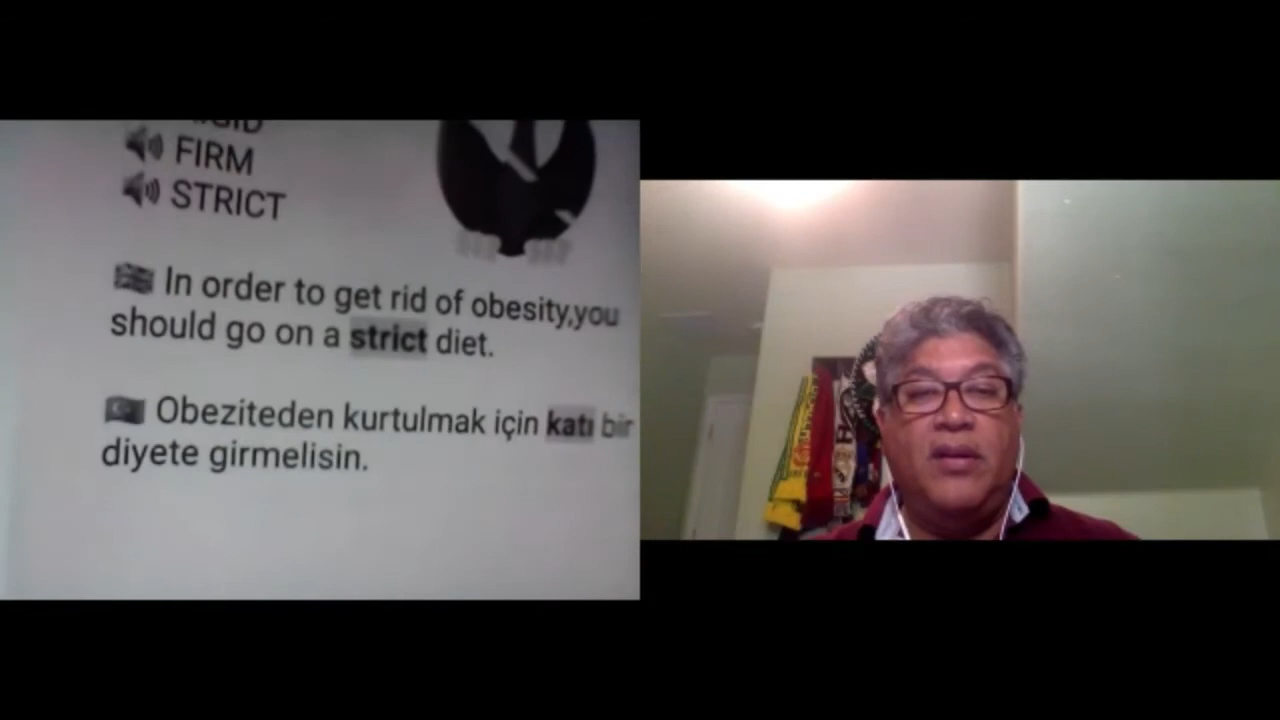 FIRM
STRICT
In order to get rid of obesity,you
should go on a strict diet.
Obeziteden kurtulmak için katı bir
diyete girmelisin.